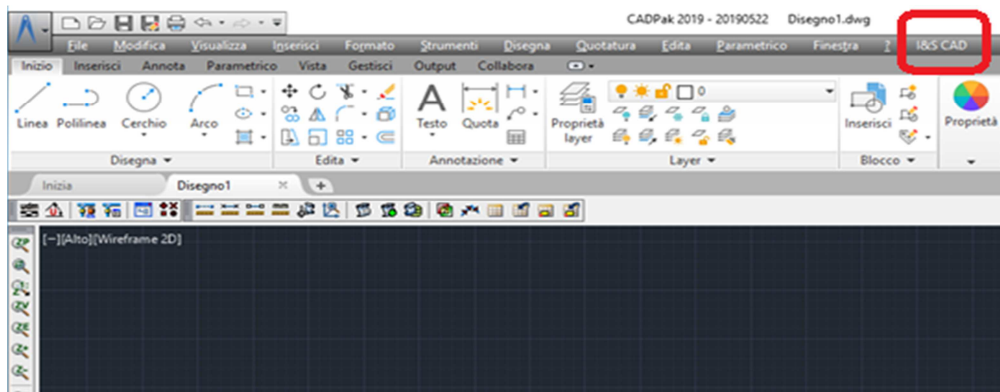 CADPak 2019 - 20190522 Disegno1.dwg
File Modifica Visualizza Inserisci Formato Strumenti Disegna Quotatura Edita Parametrico Finestra ? I&S CAD
Inizio Inserisci Annota Parametrico Vista Gestisci Output Collabora
0
Linea Polilinea Cerchio Arco Testo Quota Proprietà layer Inserisci Proprietà
Disegna Edita Annotazione Layer Blocco
Inizia Disegno1
[−][Alto][Wireframe 2D]